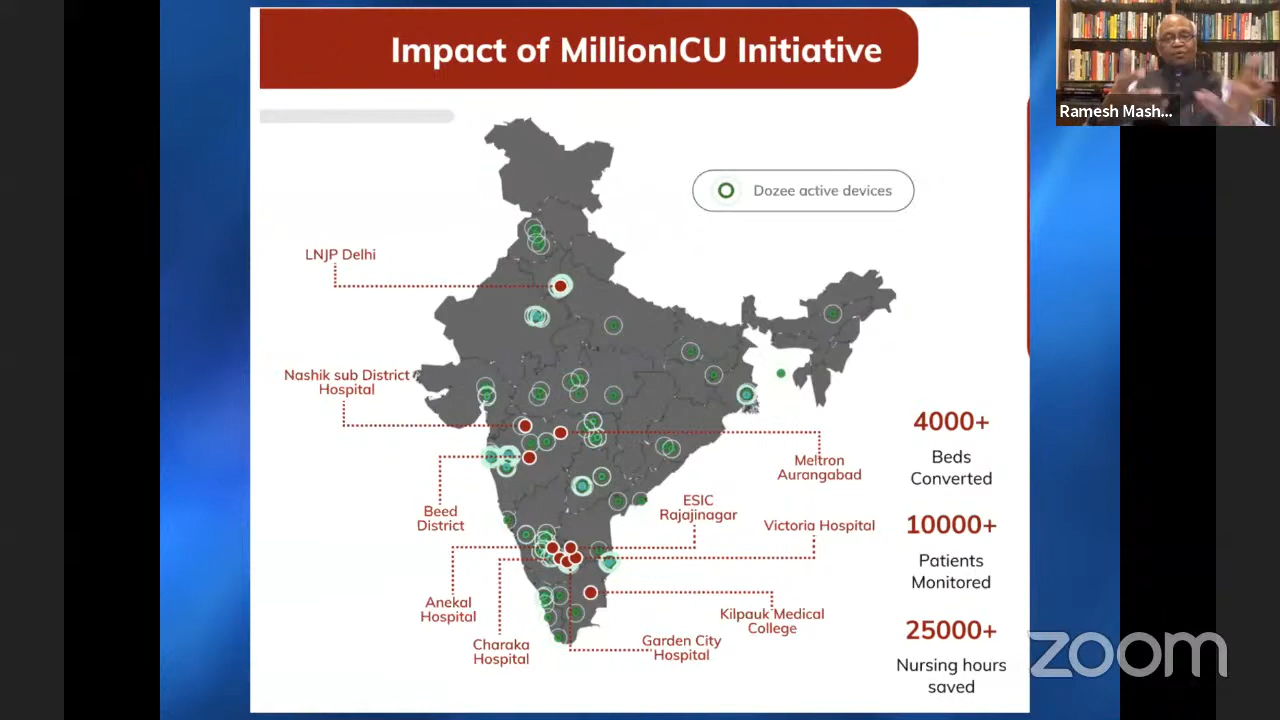 Impact of MillionICU Initiative
Ramesh Mash...
Dozee active devices
LNJP Delhi
Nashik sub District
Hospital
Meltron
Aurangabad
Beed
District
ESIC
Rajajinagar
Victoria Hospital
Anekal
Hospital
Charaka
Hospital
Garden City
Hospital
Kilpauk Medical
College
4000+
Beds
Converted
10000+
Patients
Monitored
25000+
Nursing hours
saved
zoom